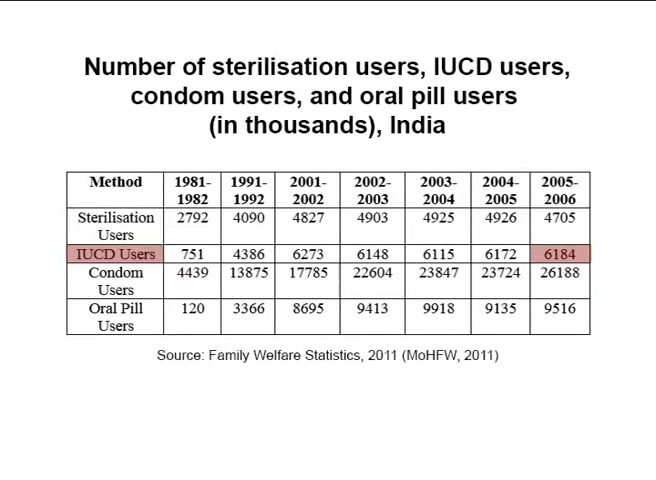 Number of sterilisation users, IUCD users,
condom users, and oral pill users
(in thousands), India
Method 1981-1982 1991-1992 2001-2002 2002-2003 2003-2004 2004-2005 2005-2006
Sterilisation Users 2792 4090 4827 4903 4925 4926 4705
IUCD Users 751 4386 6273 6148 6115 6172 6184
Condom Users 4439 13875 17785 22604 23847 23724 26188
Oral Pill Users 120 3366 8695 9413 9918 9135 9516
Source: Family Welfare Statistics, 2011 (MoHFW, 2011)